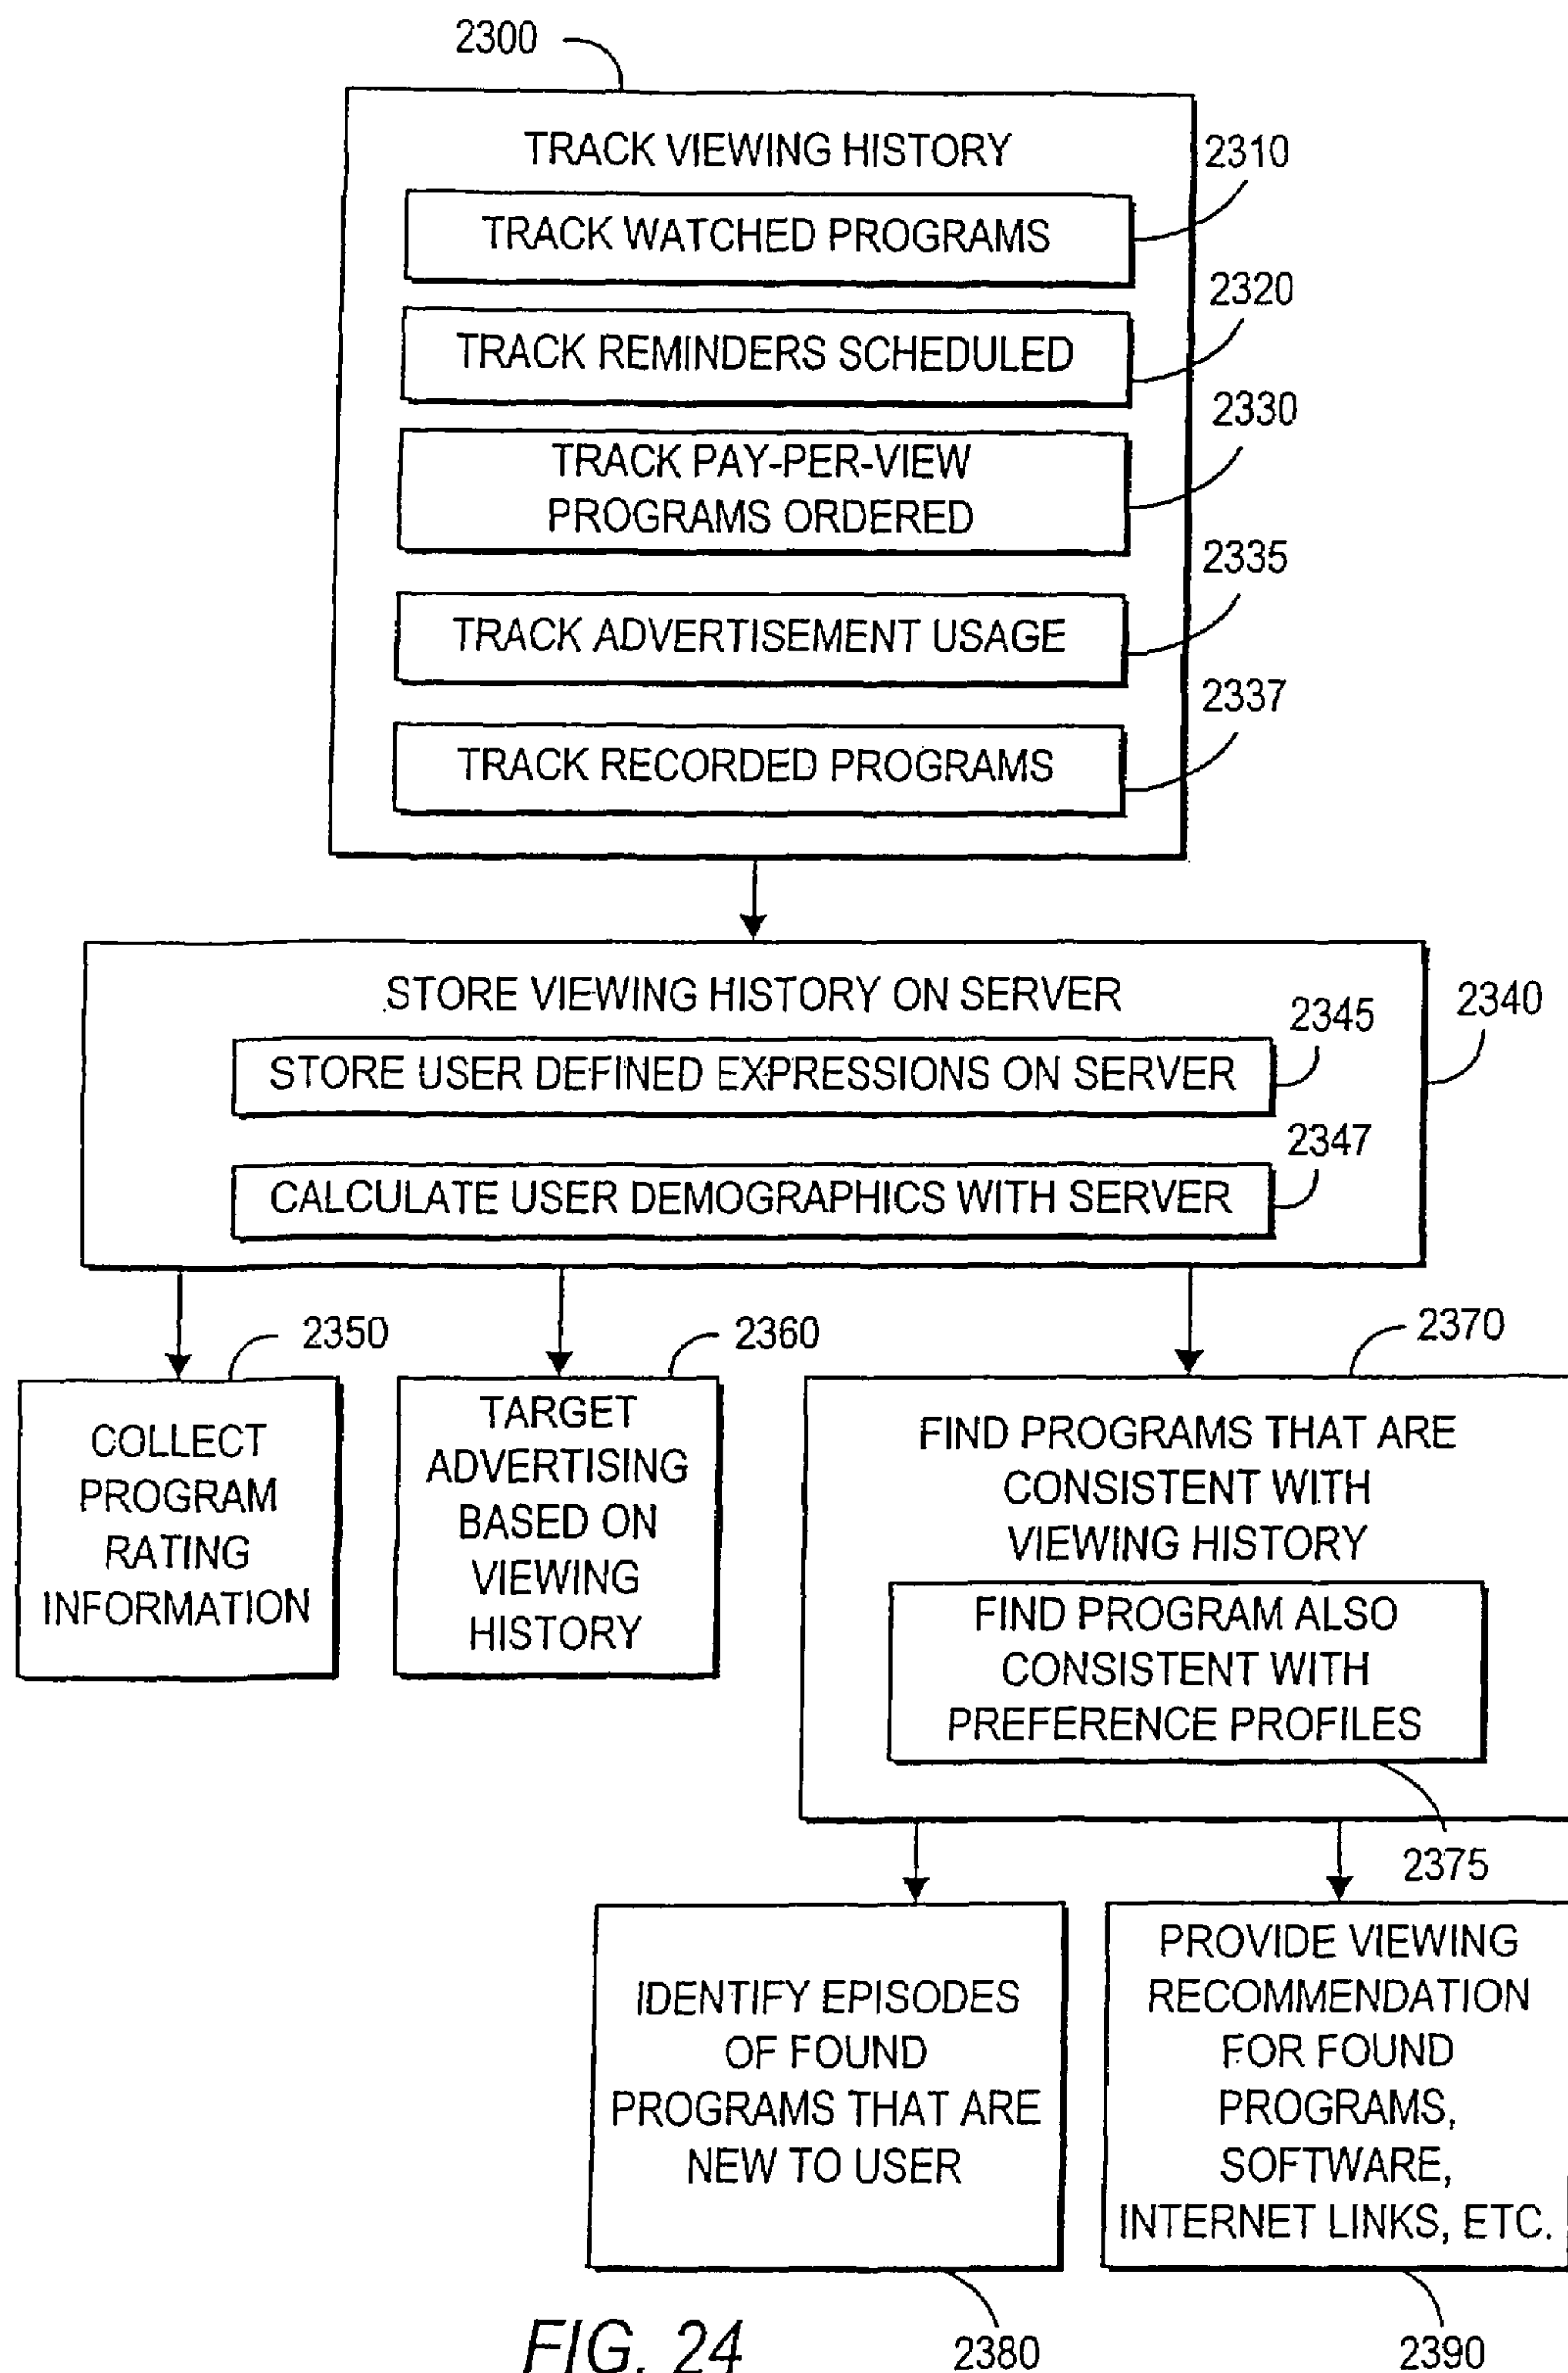 2300
TRACK VIEWING HISTORY
2310
TRACK WATCHED PROGRAMS
2320
TRACK REMINDERS SCHEDULED
2330
TRACK PAY-PER-VIEW
PROGRAMS ORDERED
2335
TRACK ADVERTISEMENT USAGE
2337
TRACK RECORDED PROGRAMS
STORE VIEWING HISTORY ON SERVER
2340
2345
STORE USER DEFINED EXPRESSIONS ON SERVER
2347
CALCULATE USER DEMOGRAPHICS WITH SERVER
2350
COLLECT
PROGRAM
RATING
INFORMATION
2360
TARGET
ADVERTISING
BASED ON
VIEWING
HISTORY
2370
FIND PROGRAMS THAT ARE
CONSISTENT WITH
VIEWING HISTORY
FIND PROGRAM ALSO
CONSISTENT WITH
PREFERENCE PROFILES
2375
IDENTIFY EPISODES
OF FOUND
PROGRAMS THAT ARE
NEW TO USER
2380
PROVIDE VIEWING
RECOMMENDATION
FOR FOUND
PROGRAMS,
SOFTWARE,
INTERNET LINKS, ETC.
2390
FIG. 24